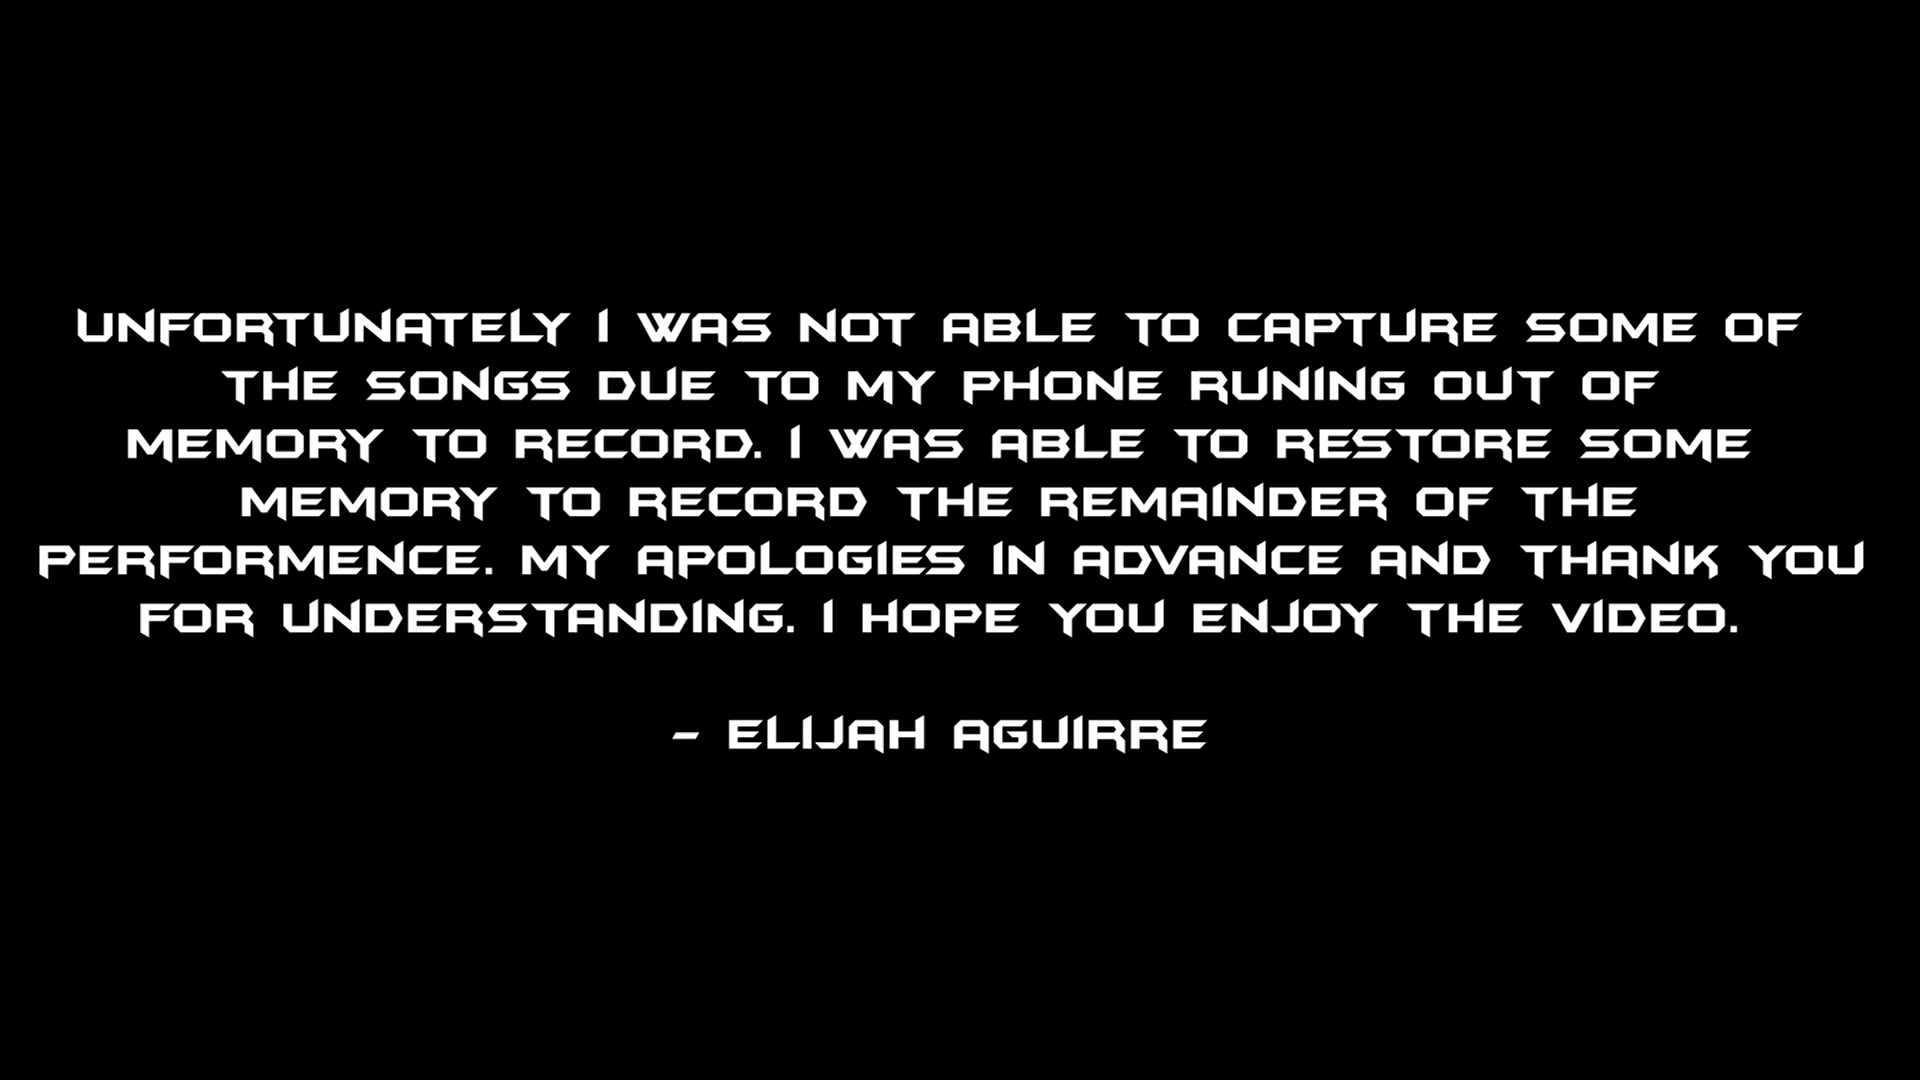 UNFORTUNATELY I WAS NOT ABLE TO CAPTURE SOME OF
THE SONGS DUE TO MY PHONE RUNING OUT OF
MEMORY TO RECORD. I WAS ABLE TO RESTORE SOME
MEMORY TO RECORD THE REMAINDER OF THE
PERFORMENCE. MY APOLOGIES IN ADVANCE AND THANK YOU
FOR UNDERSTANDING. I HOPE YOU ENJOY THE VIDEO.
- ELIJAH AGUIRRE